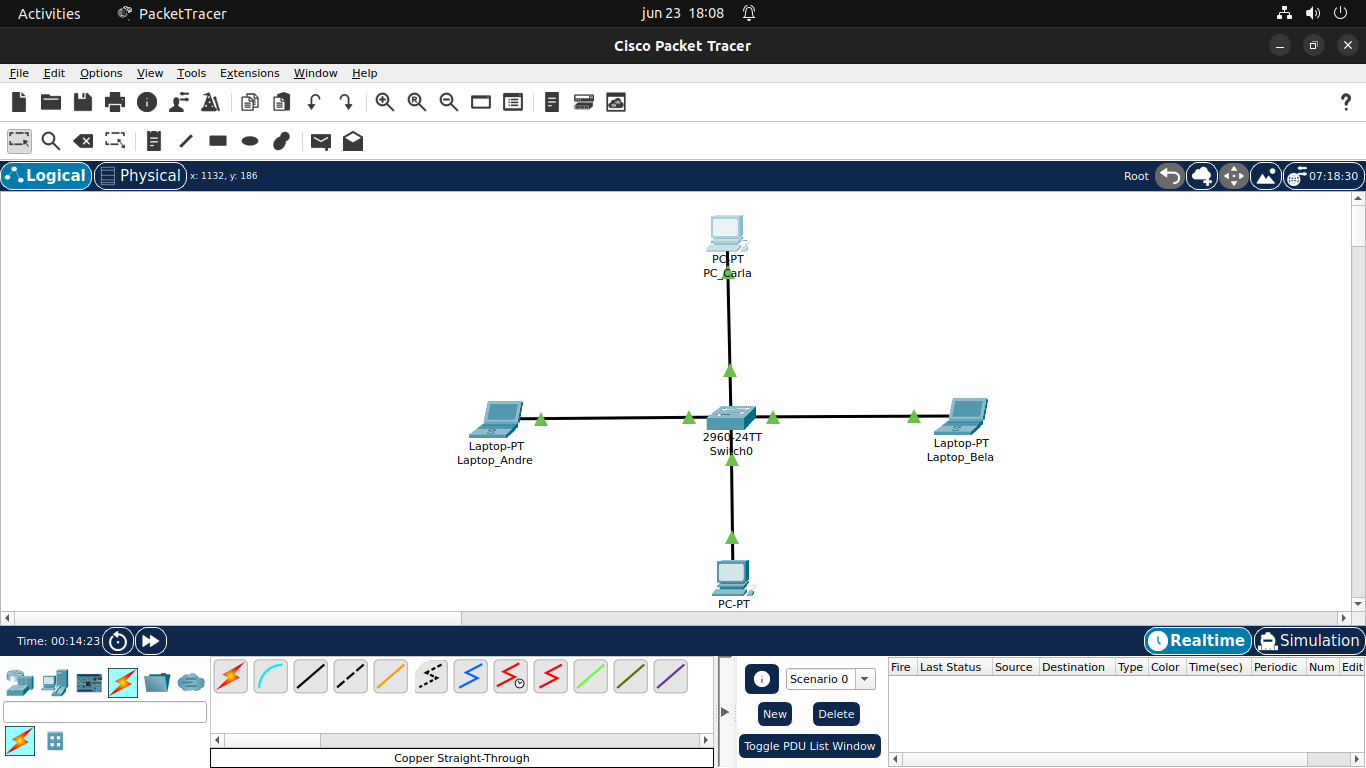 Activities
PacketTracer
jun 23 18:08
Cisco Packet Tracer
File Edit Options View Tools Extensions Window Help
Logical
Physical
x: 1132, y: 186
Root
07:18:30
PC-PT
PC_Carla
Laptop-PT
Laptop_Andre
2960-24TT
Switch0
Laptop-PT
Laptop_Bela
PC-PT
Time: 00:14:23
Realtime
Simulation
Copper Straight-Through
Scenario 0
New
Delete
Toggle PDU List Window
Fire Last Status Source Destination Type Color Time(sec) Periodic Num Edit